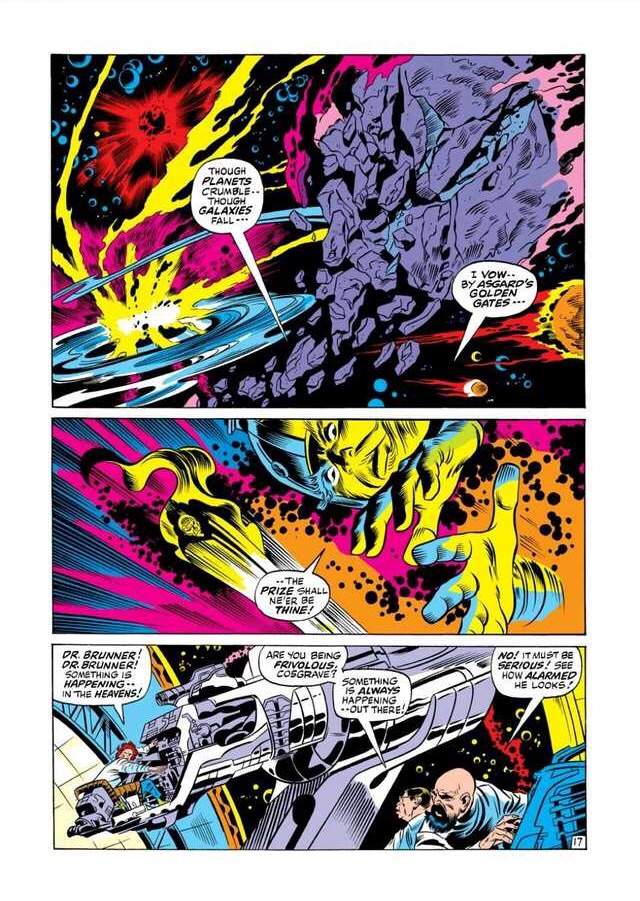 THOUGH
PLANETS
CRUMBLE--
THOUGH
GALAXIES
FALL---
I VOW--
BY ASGARD'S
GOLDEN
GATES---
--THE
PRIZE SHALL
NE'ER BE
THINE!
DR. BRUNNER!
DR. BRUNNER!
SOMETHING IS
HAPPENING--
IN THE HEAVENS!
ARE YOU BEING
FRIVOLOUS,
COSGRAVE?
SOMETHING
IS ALWAYS
HAPPENING
--OUT THERE!
NO! IT MUST BE
SERIOUS! SEE
HOW ALARMED
HE LOOKS!
17